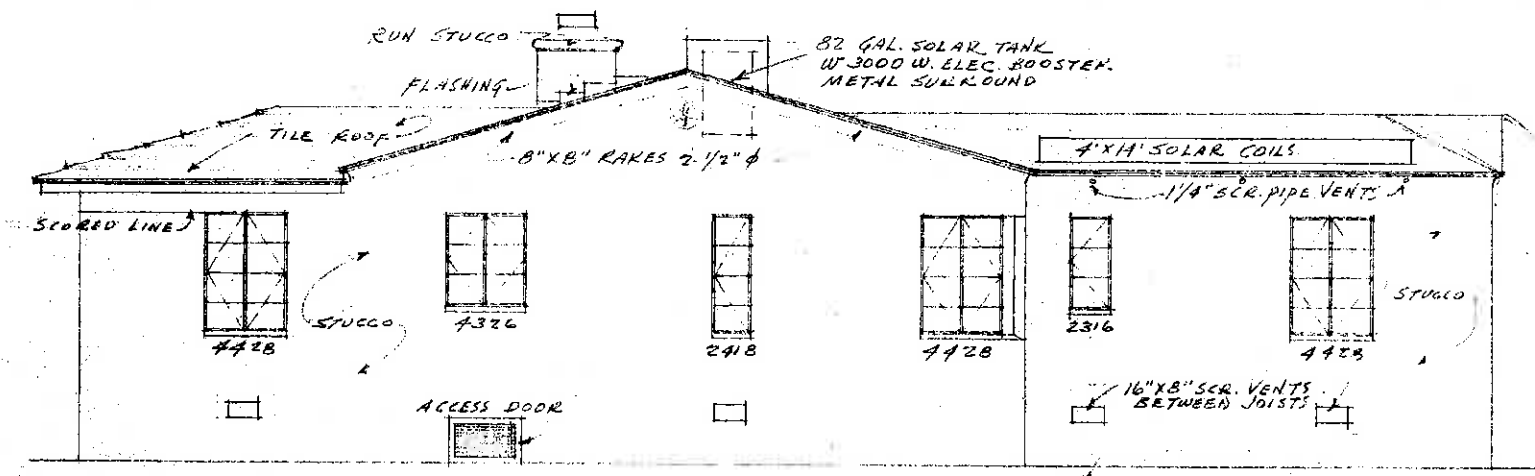 RUN STUCCO
82 GAL. SOLAR TANK
W 3000 W. ELEC. BOOSTER.
METAL SURROUND
FLASHING
TILE ROOF
8"X8" RAKES 2-1/2" ϕ
4'X14' SOLAR COILS
1 1/4" SCR. PIPE VENTS
SCORED LINE
STUCCO
STUCCO
4428
4326
2418
4428
2316
4428
16"X8" SCR. VENTS
BETWEEN JOISTS
ACCESS DOOR